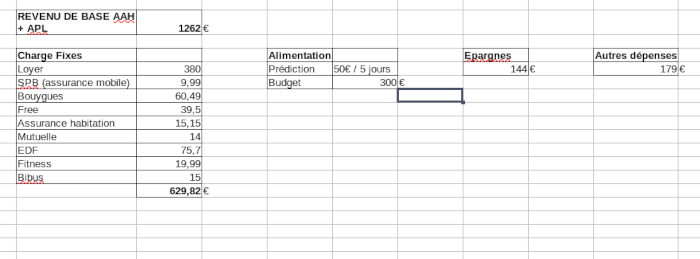 REVENU DE BASE AAH
+ APL 1262 €
Charge Fixes Alimentation Epargnes Autres dépenses
Loyer 380 Prédiction 50€ / 5 jours 144 € 179 €
SPB (assurance mobile) 9,99 Budget 300 €
Bouygues 60,49
Free 39,5
Assurance habitation 15,15
Mutuelle 14
EDF 75,7
Fitness 19,99
Bibus 15
629,82 €